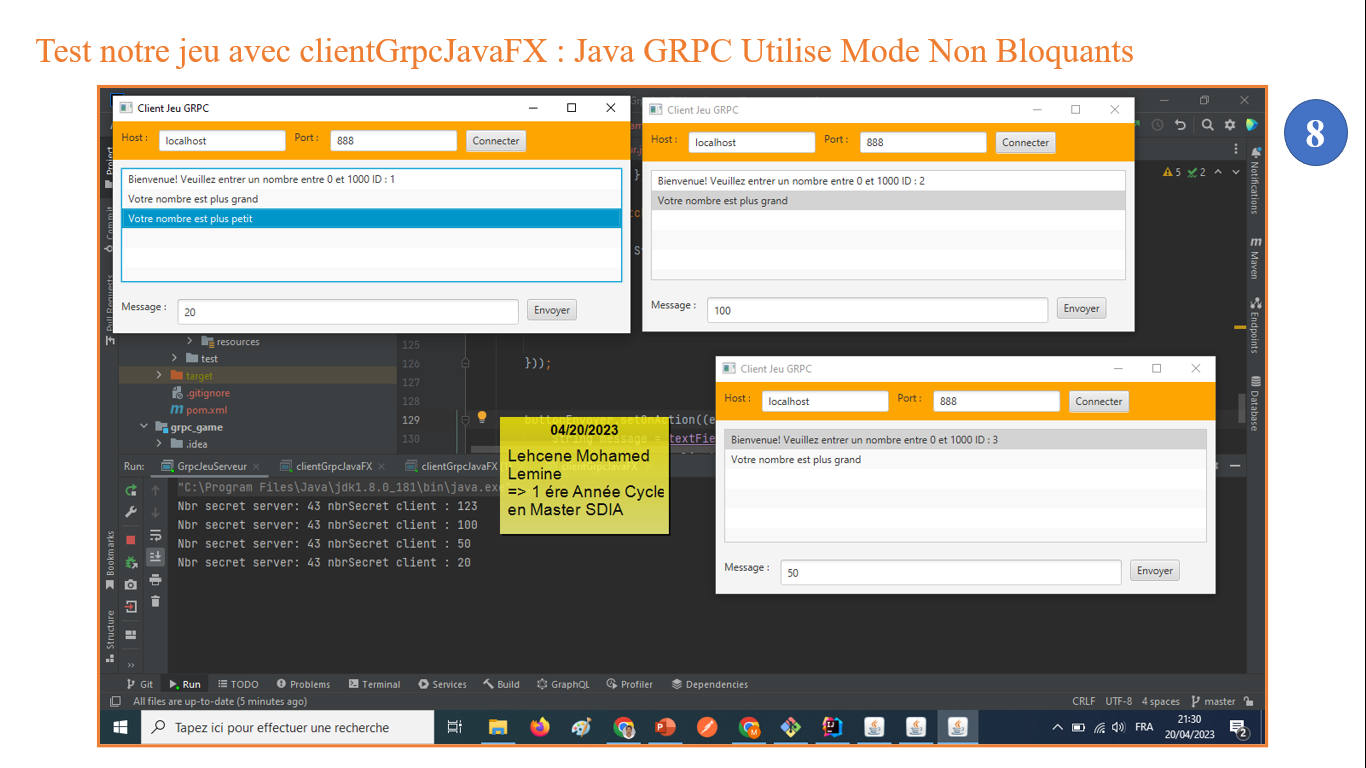 Test notre jeu avec clientGrpcJavaFX : Java GRPC Utilise Mode Non Bloquants
8
Client Jeu GRPC
Host :
localhost
Port :
888
Connecter
Bienvenue! Veuillez entrer un nombre entre 0 et 1000 ID : 1
Votre nombre est plus grand
Votre nombre est plus petit
Message :
20
Envoyer
Client Jeu GRPC
Host :
localhost
Port :
888
Connecter
Bienvenue! Veuillez entrer un nombre entre 0 et 1000 ID : 2
Votre nombre est plus grand
Message :
100
Envoyer
Client Jeu GRPC
Host :
localhost
Port :
888
Connecter
Bienvenue! Veuillez entrer un nombre entre 0 et 1000 ID : 3
Votre nombre est plus grand
Message :
50
Envoyer
5 2
Project
Commit
Pull Requests
Bookmarks
Structure
Notifications
Maven
Endpoints
Database
resources
test
target
.gitignore
pom.xml
grpc_game
.idea
125
126 }));
127
128
129
130 String message =
04/20/2023
Lehcene Mohamed
Lemine
=> 1 ére Année Cycle
en Master SDIA
Run: GrpcJeuServeur clientGrpcJavaFX clientGrpcJavaFX clientGrpcJavaFX
"C:\Program Files\Java\jdk1.8.0_181\bin\java.exe
Nbr secret server: 43 nbrSecret client : 123
Nbr secret server: 43 nbrSecret client : 100
Nbr secret server: 43 nbrSecret client : 50
Nbr secret server: 43 nbrSecret client : 20
Git Run TODO Problems Terminal Services Build GraphQL Profiler Dependencies
All files are up-to-date (5 minutes ago)
CRLF UTF-8 4 spaces master
Tapez ici pour effectuer une recherche
FRA
21:30
20/04/2023
2